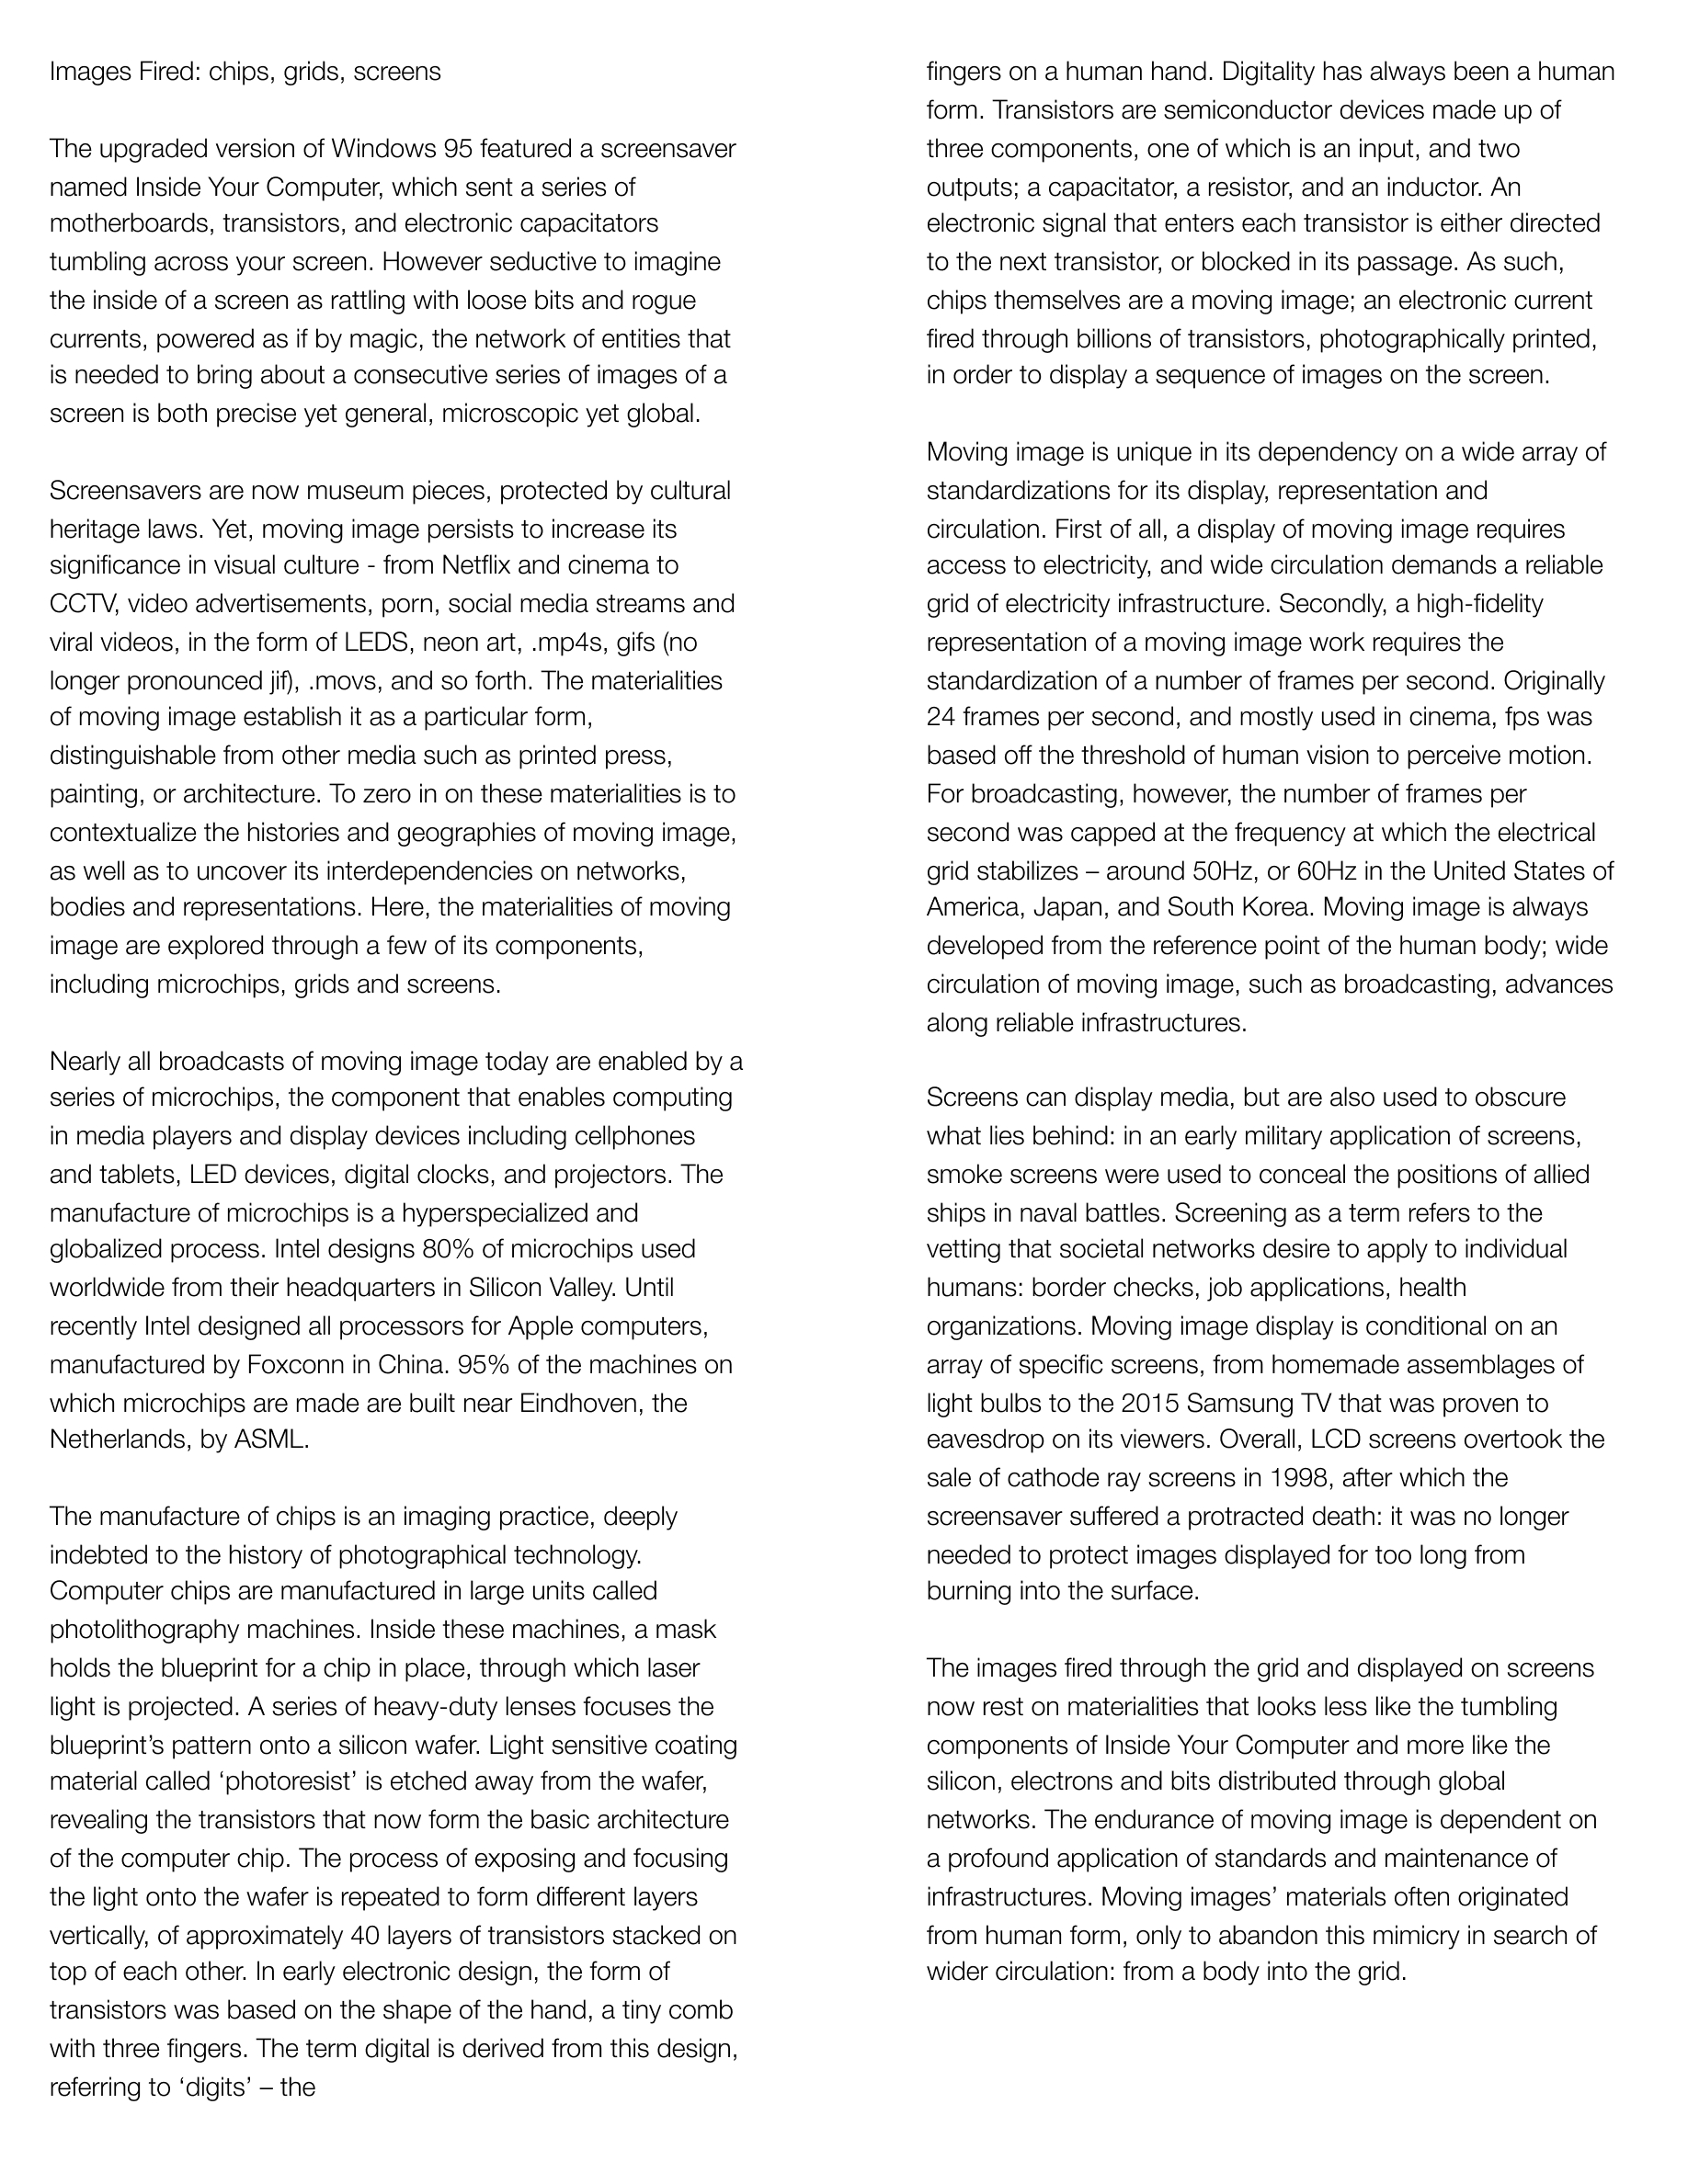 Images Fired: chips, grids, screens
The upgraded version of Windows 95 featured a screensaver
named Inside Your Computer, which sent a series of
motherboards, transistors, and electronic capacitators
tumbling across your screen. However seductive to imagine
the inside of a screen as rattling with loose bits and rogue
currents, powered as if by magic, the network of entities that
is needed to bring about a consecutive series of images of a
screen is both precise yet general, microscopic yet global.
Screensavers are now museum pieces, protected by cultural
heritage laws. Yet, moving image persists to increase its
significance in visual culture - from Netflix and cinema to
CCTV, video advertisements, porn, social media streams and
viral videos, in the form of LEDS, neon art, .mp4s, gifs (no
longer pronounced jif), .movs, and so forth. The materialities
of moving image establish it as a particular form,
distinguishable from other media such as printed press,
painting, or architecture. To zero in on these materialities is to
contextualize the histories and geographies of moving image,
as well as to uncover its interdependencies on networks,
bodies and representations. Here, the materialities of moving
image are explored through a few of its components,
including microchips, grids and screens.
Nearly all broadcasts of moving image today are enabled by a
series of microchips, the component that enables computing
in media players and display devices including cellphones
and tablets, LED devices, digital clocks, and projectors. The
manufacture of microchips is a hyperspecialized and
globalized process. Intel designs 80% of microchips used
worldwide from their headquarters in Silicon Valley. Until
recently Intel designed all processors for Apple computers,
manufactured by Foxconn in China. 95% of the machines on
which microchips are made are built near Eindhoven, the
Netherlands, by ASML.
The manufacture of chips is an imaging practice, deeply
indebted to the history of photographical technology.
Computer chips are manufactured in large units called
photolithography machines. Inside these machines, a mask
holds the blueprint for a chip in place, through which laser
light is projected. A series of heavy-duty lenses focuses the
blueprint’s pattern onto a silicon wafer. Light sensitive coating
material called ‘photoresist’ is etched away from the wafer,
revealing the transistors that now form the basic architecture
of the computer chip. The process of exposing and focusing
the light onto the wafer is repeated to form different layers
vertically, of approximately 40 layers of transistors stacked on
top of each other. In early electronic design, the form of
transistors was based on the shape of the hand, a tiny comb
with three fingers. The term digital is derived from this design,
referring to ‘digits’ – the
fingers on a human hand. Digitality has always been a human
form. Transistors are semiconductor devices made up of
three components, one of which is an input, and two
outputs; a capacitator, a resistor, and an inductor. An
electronic signal that enters each transistor is either directed
to the next transistor, or blocked in its passage. As such,
chips themselves are a moving image; an electronic current
fired through billions of transistors, photographically printed,
in order to display a sequence of images on the screen.
Moving image is unique in its dependency on a wide array of
standardizations for its display, representation and
circulation. First of all, a display of moving image requires
access to electricity, and wide circulation demands a reliable
grid of electricity infrastructure. Secondly, a high-fidelity
representation of a moving image work requires the
standardization of a number of frames per second. Originally
24 frames per second, and mostly used in cinema, fps was
based off the threshold of human vision to perceive motion.
For broadcasting, however, the number of frames per
second was capped at the frequency at which the electrical
grid stabilizes – around 50Hz, or 60Hz in the United States of
America, Japan, and South Korea. Moving image is always
developed from the reference point of the human body; wide
circulation of moving image, such as broadcasting, advances
along reliable infrastructures.
Screens can display media, but are also used to obscure
what lies behind: in an early military application of screens,
smoke screens were used to conceal the positions of allied
ships in naval battles. Screening as a term refers to the
vetting that societal networks desire to apply to individual
humans: border checks, job applications, health
organizations. Moving image display is conditional on an
array of specific screens, from homemade assemblages of
light bulbs to the 2015 Samsung TV that was proven to
eavesdrop on its viewers. Overall, LCD screens overtook the
sale of cathode ray screens in 1998, after which the
screensaver suffered a protracted death: it was no longer
needed to protect images displayed for too long from
burning into the surface.
The images fired through the grid and displayed on screens
now rest on materialities that looks less like the tumbling
components of Inside Your Computer and more like the
silicon, electrons and bits distributed through global
networks. The endurance of moving image is dependent on
a profound application of standards and maintenance of
infrastructures. Moving images’ materials often originated
from human form, only to abandon this mimicry in search of
wider circulation: from a body into the grid.